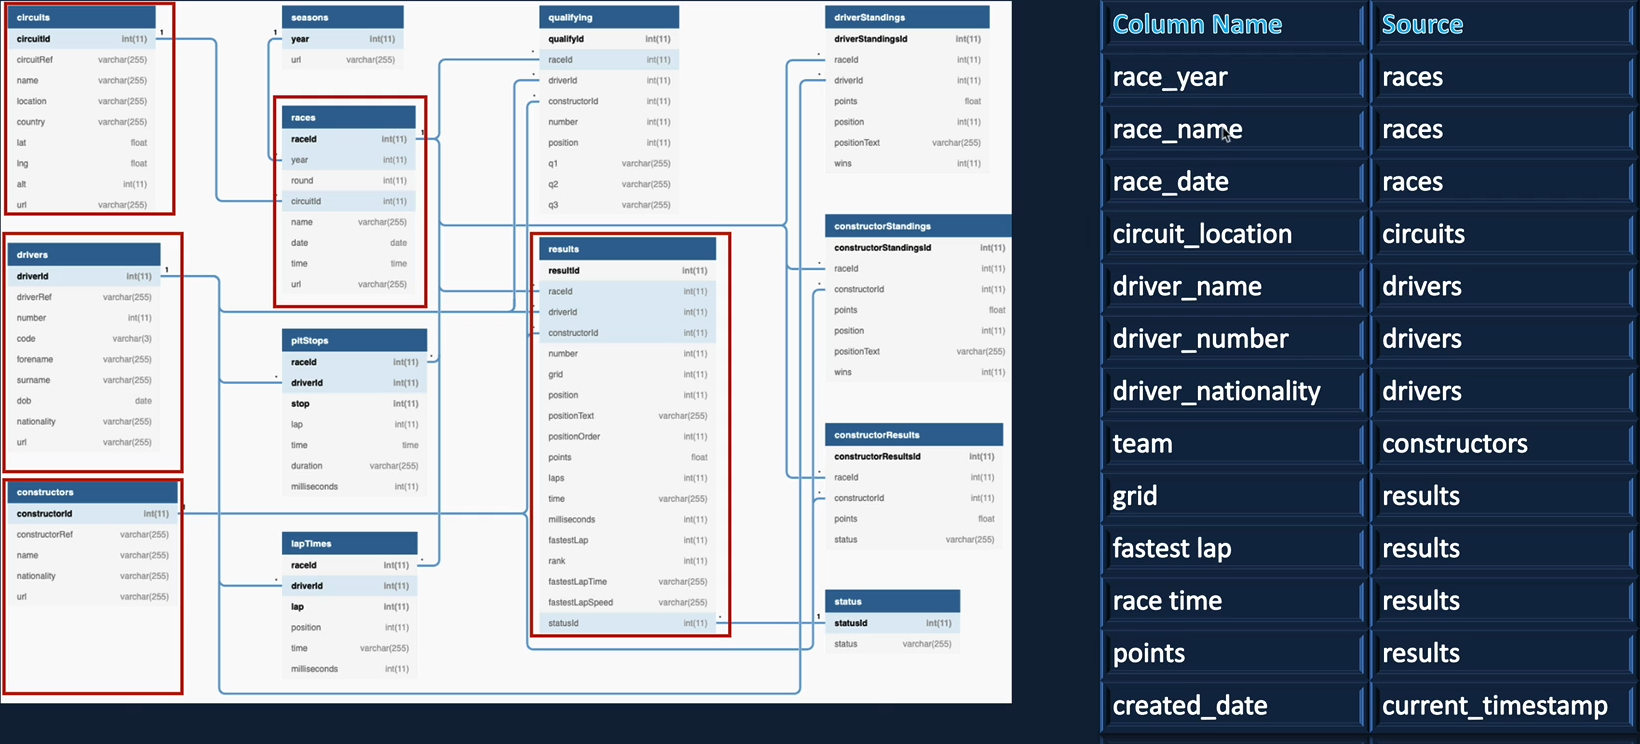 circuits
circuitId int(11)
circuitRef varchar(255)
name varchar(255)
location varchar(255)
country varchar(255)
lat float
lng float
alt int(11)
url varchar(255)
drivers
driverId int(11)
driverRef varchar(255)
number int(11)
code varchar(3)
forename varchar(255)
surname varchar(255)
dob date
nationality varchar(255)
url varchar(255)
constructors
constructorId int(11)
constructorRef varchar(255)
name varchar(255)
nationality varchar(255)
url varchar(255)
seasons
year int(11)
url varchar(255)
races
raceId int(11)
year int(11)
round int(11)
circuitId int(11)
name varchar(255)
date date
time time
url varchar(255)
pitStops
raceId int(11)
driverId int(11)
stop int(11)
lap int(11)
time time
duration varchar(255)
milliseconds int(11)
lapTimes
raceId int(11)
driverId int(11)
lap int(11)
position int(11)
time varchar(255)
milliseconds int(11)
qualifying
qualifyId int(11)
raceId int(11)
driverId int(11)
constructorId int(11)
number int(11)
position int(11)
q1 varchar(255)
q2 varchar(255)
q3 varchar(255)
results
resultId int(11)
raceId int(11)
driverId int(11)
constructorId int(11)
number int(11)
grid int(11)
position int(11)
positionText varchar(255)
positionOrder int(11)
points float
laps int(11)
time varchar(255)
milliseconds int(11)
fastestLap int(11)
rank int(11)
fastestLapTime varchar(255)
fastestLapSpeed varchar(255)
statusId int(11)
driverStandings
driverStandingsId int(11)
raceId int(11)
driverId int(11)
points float
position int(11)
positionText varchar(255)
wins int(11)
constructorStandings
constructorStandingsId int(11)
raceId int(11)
constructorId int(11)
points float
position int(11)
positionText varchar(255)
wins int(11)
constructorResults
constructorResultsId int(11)
raceId int(11)
constructorId int(11)
points float
status varchar(255)
status
statusId int(11)
status varchar(255)
1
1
1
1
1
Column Name Source
race_year races
race_name races
race_date races
circuit_location circuits
driver_name drivers
driver_number drivers
driver_nationality drivers
team constructors
grid results
fastest lap results
race time results
points results
created_date current_timestamp